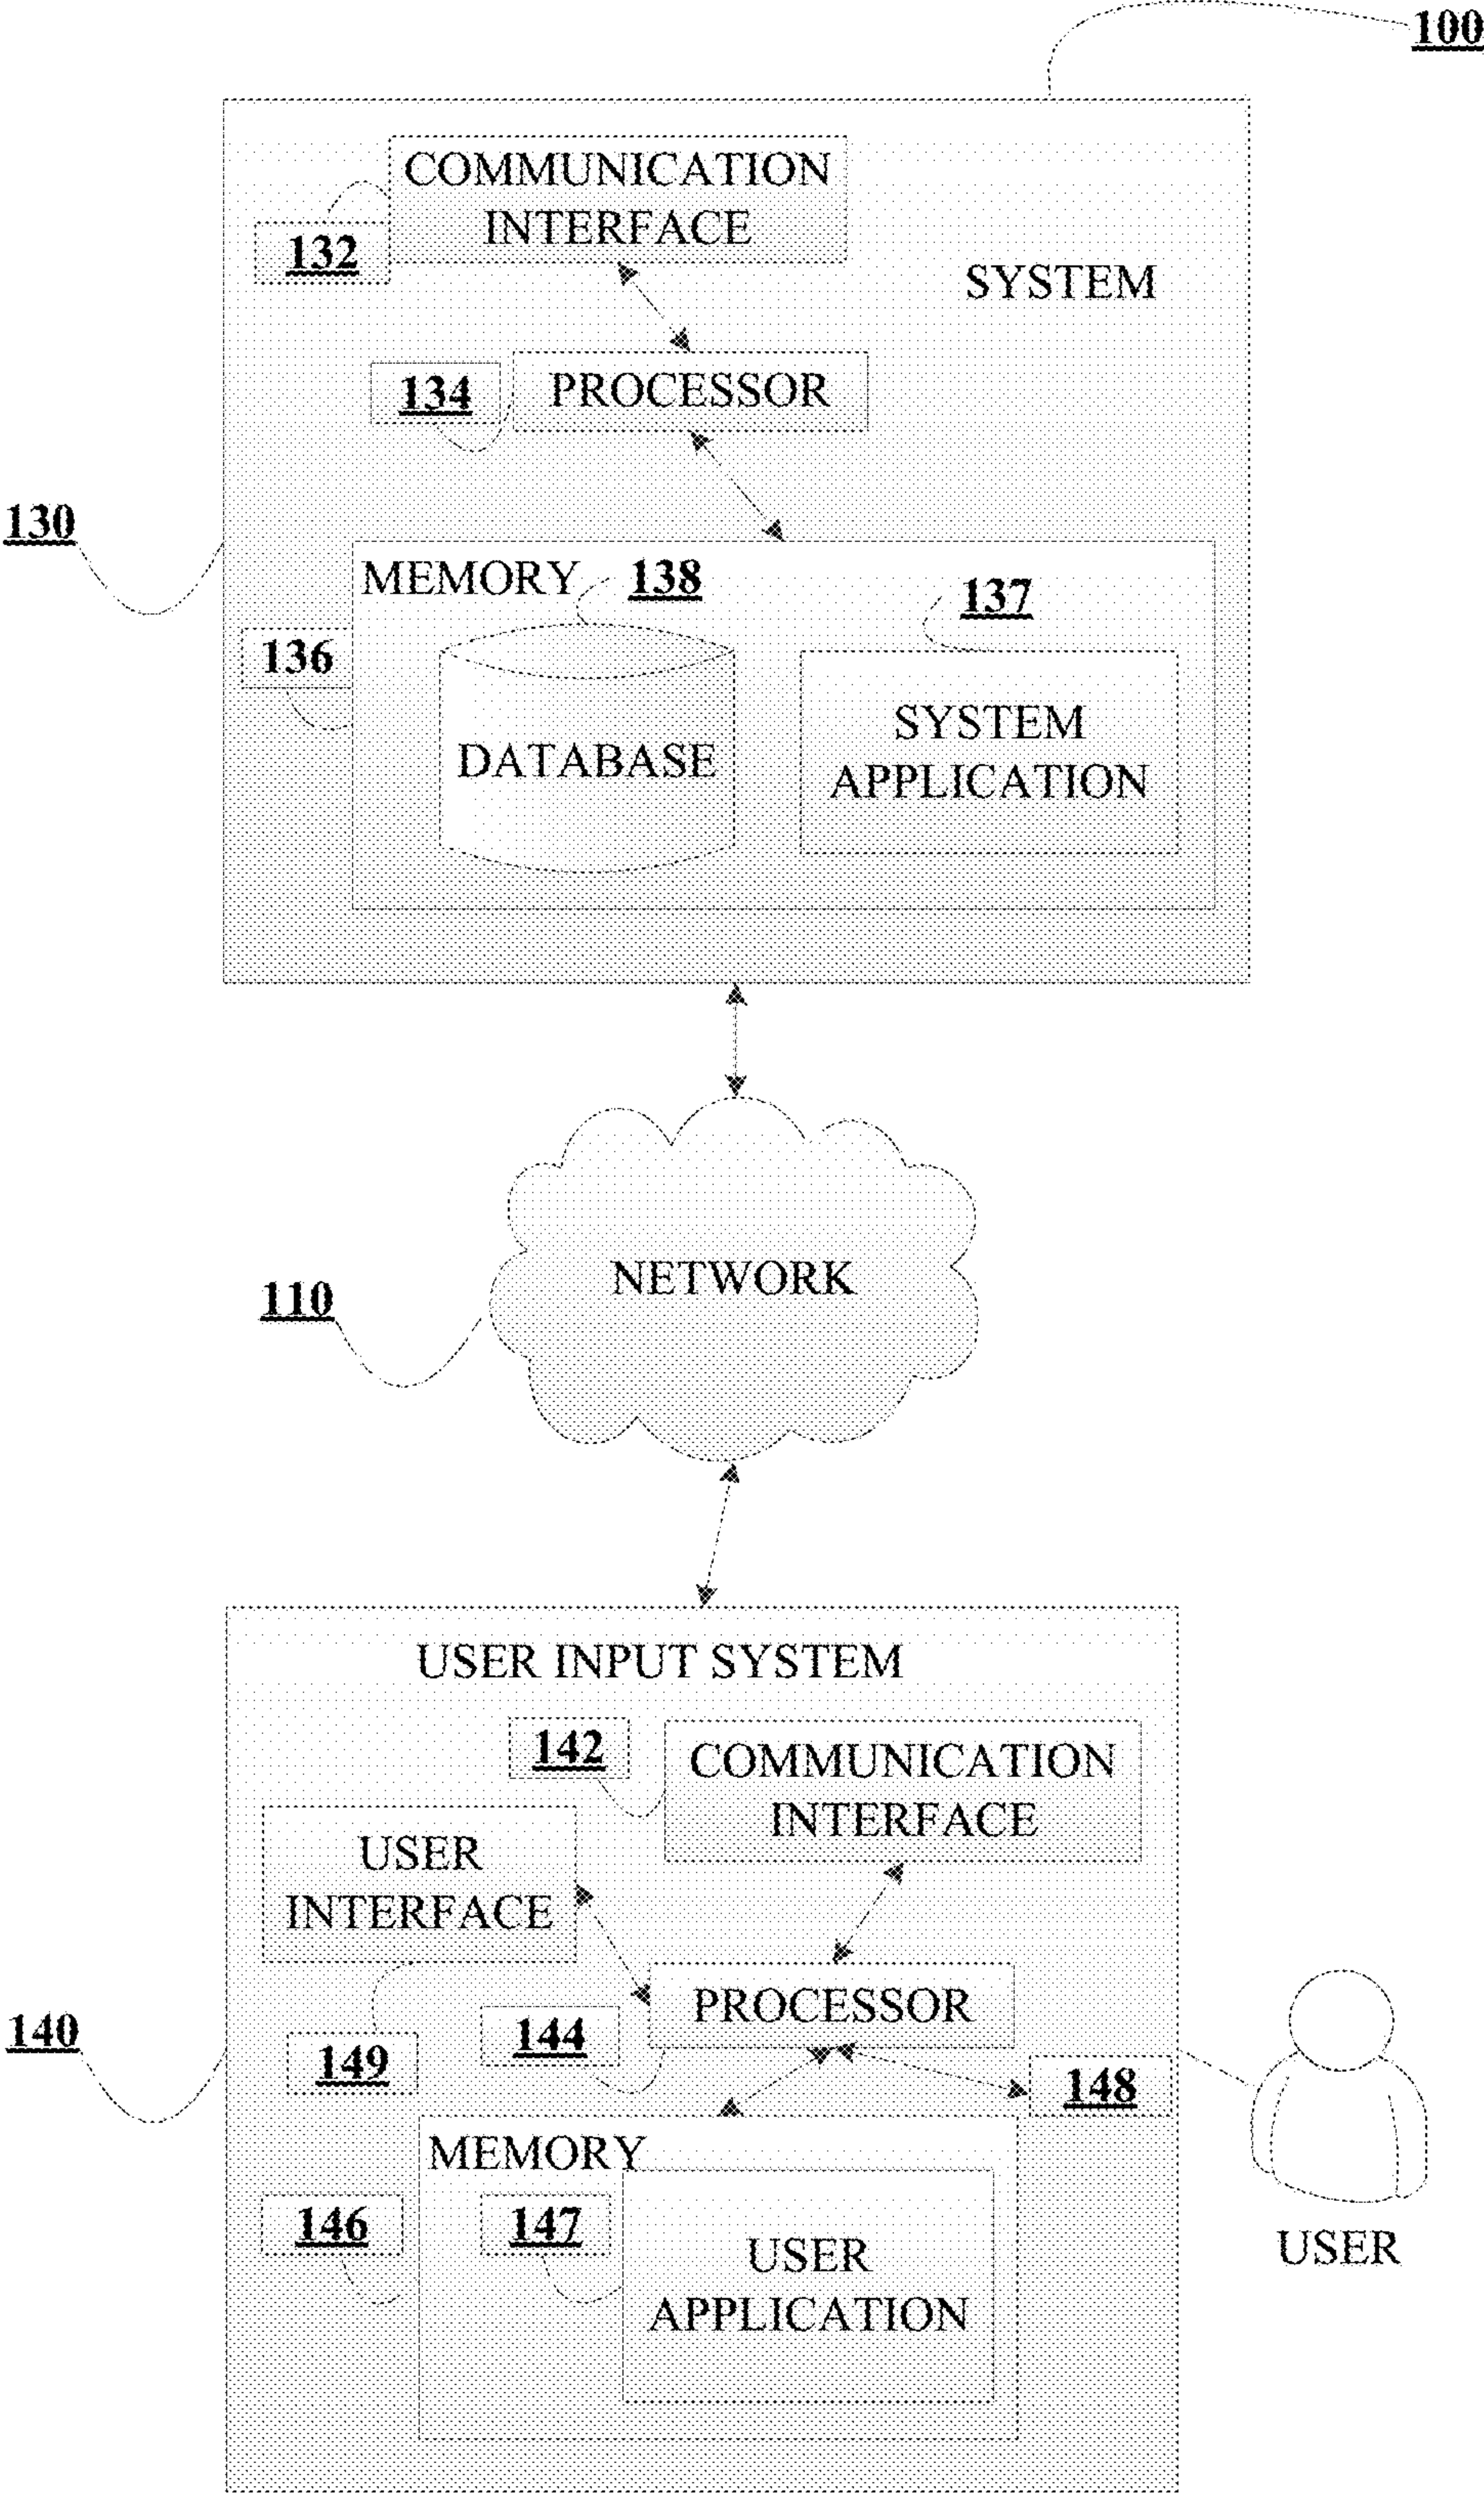 100
COMMUNICATION
INTERFACE
132
SYSTEM
134
PROCESSOR
130
MEMORY
138
137
136
DATABASE
SYSTEM
APPLICATION
NETWORK
110
USER INPUT SYSTEM
142
COMMUNICATION
INTERFACE
USER
INTERFACE
PROCESSOR
140
144
149
148
MEMORY
146
147
USER
APPLICATION
USER